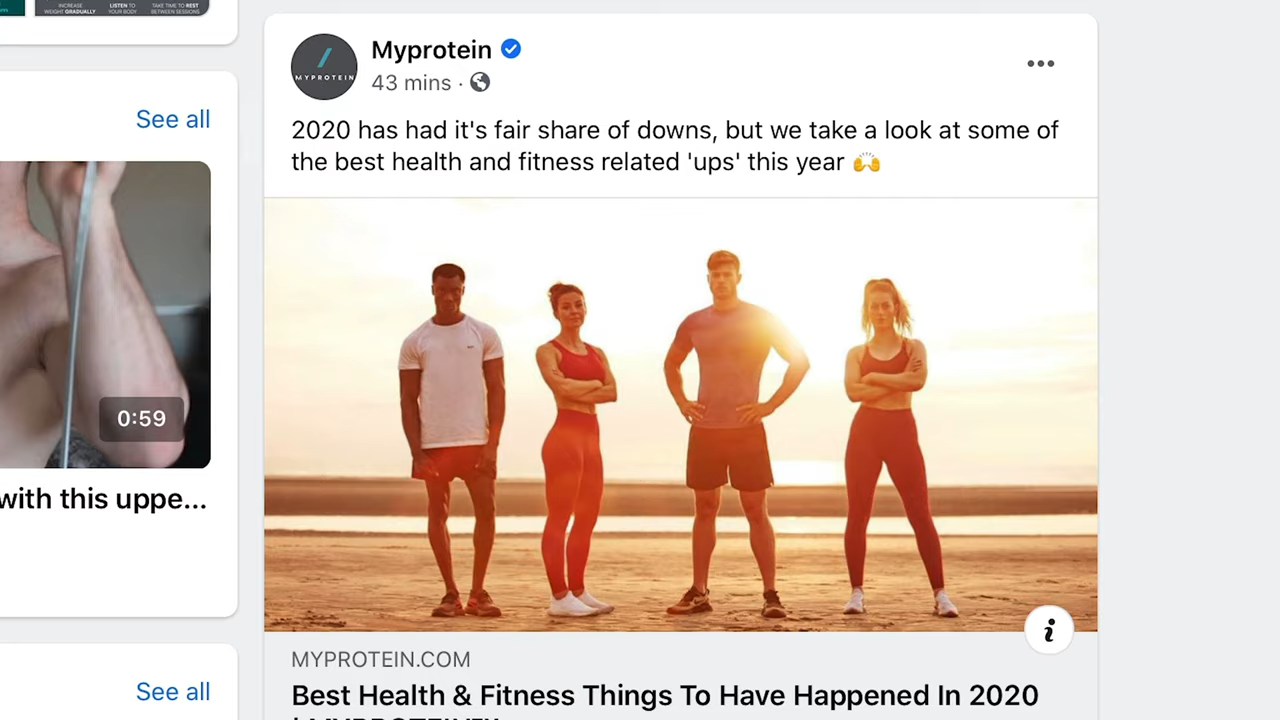 INCREASE
WEIGHT GRADUALLY
LISTEN TO
YOUR BODY
TAKE TIME TO REST
BETWEEN SESSIONS
See all
0:59
with this uppe...
See all
MYPROTEIN
Myprotein
43 mins ·
2020 has had it's fair share of downs, but we take a look at some of
the best health and fitness related 'ups' this year 🙌
i
MYPROTEIN.COM
Best Health & Fitness Things To Have Happened In 2020